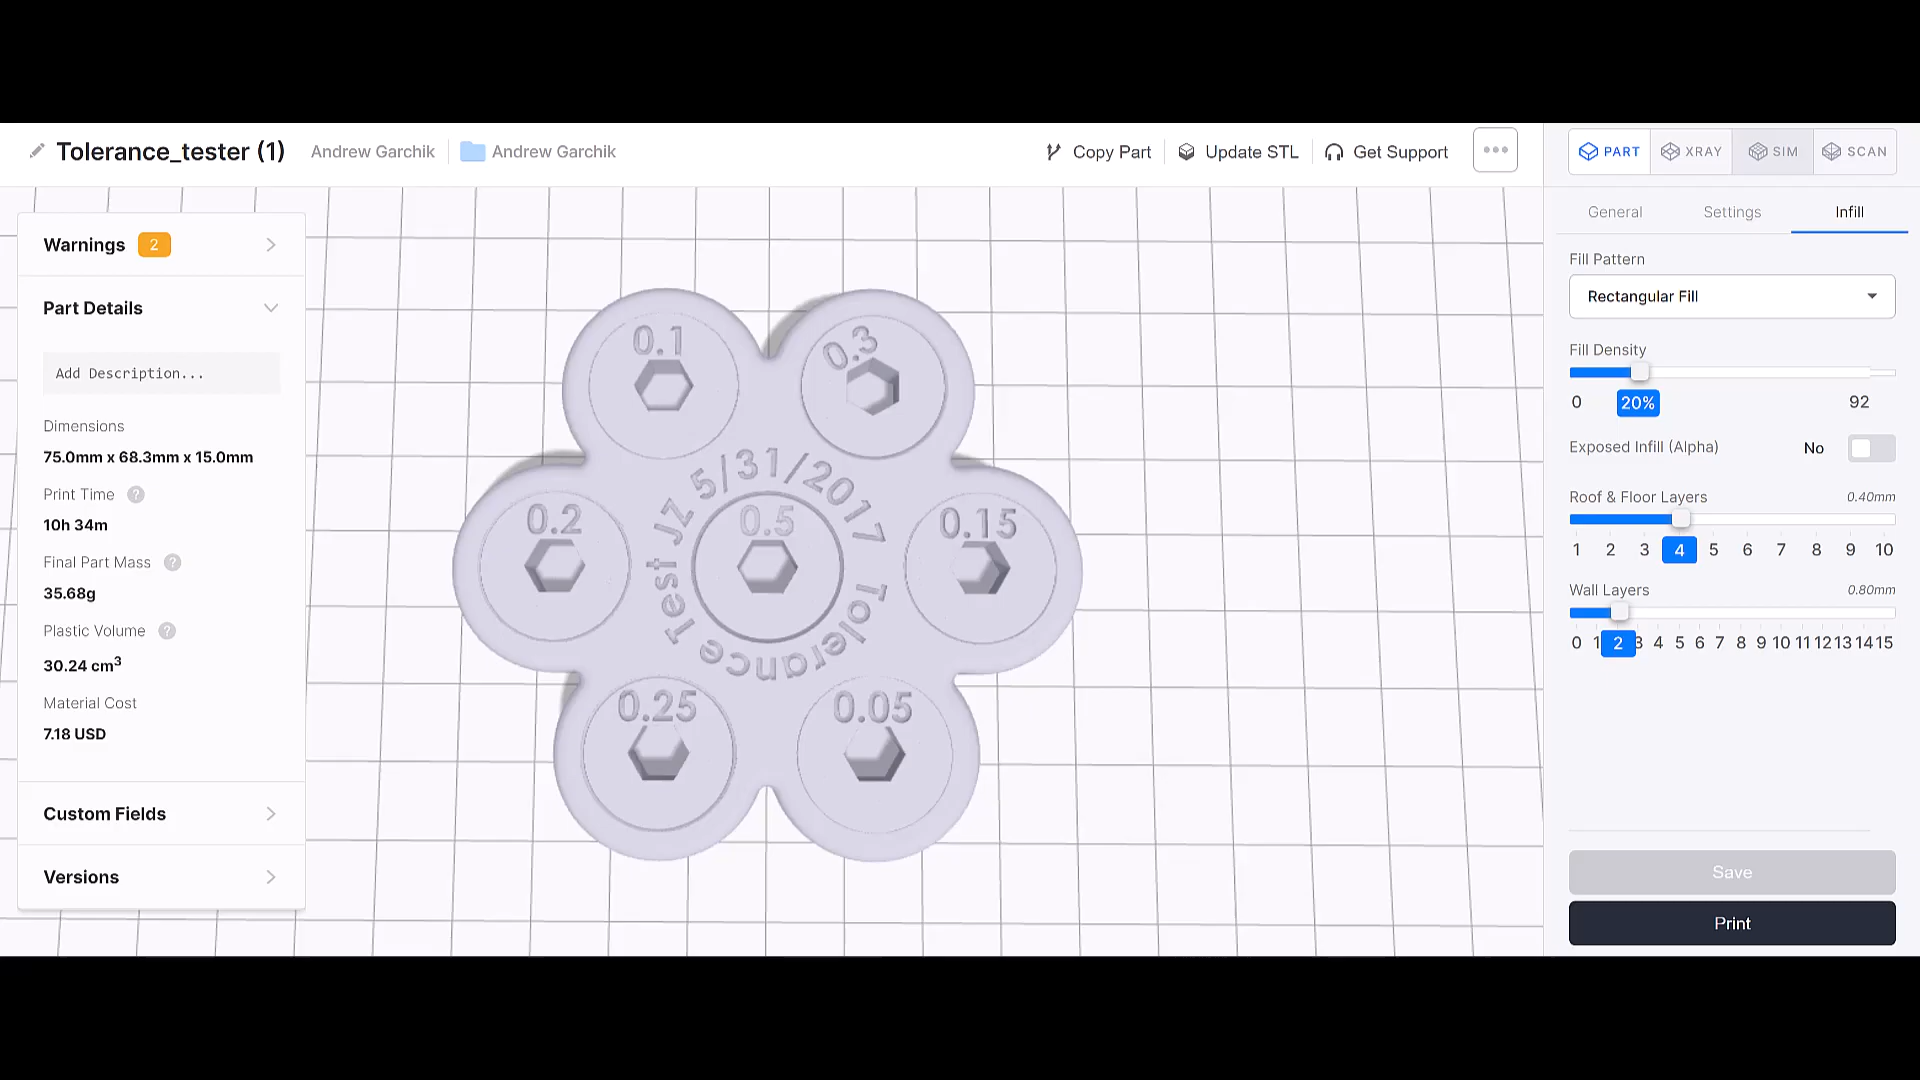 Tolerance_tester (1)
Andrew Garchik
Andrew Garchik
Copy Part
Update STL
Get Support
PART
XRAY
SIM
SCAN
Warnings 2
Part Details
Add Description...
Dimensions
75.0mm x 68.3mm x 15.0mm
Print Time ?
10h 34m
Final Part Mass ?
35.68g
Plastic Volume ?
30.24 cm³
Material Cost
7.18 USD
Custom Fields
Versions
0.1
0.3
0.2
0.5
0.15
0.25
0.05
Tolerance Test JZ 5/31/2017
General
Settings
Infill
Fill Pattern
Rectangular Fill
Fill Density
0 20% 92
Exposed Infill (Alpha) No
Roof & Floor Layers 0.40mm
1 2 3 4 5 6 7 8 9 10
Wall Layers 0.80mm
0 1 2 3 4 5 6 7 8 9 10 11 12 13 14 15
Save
Print